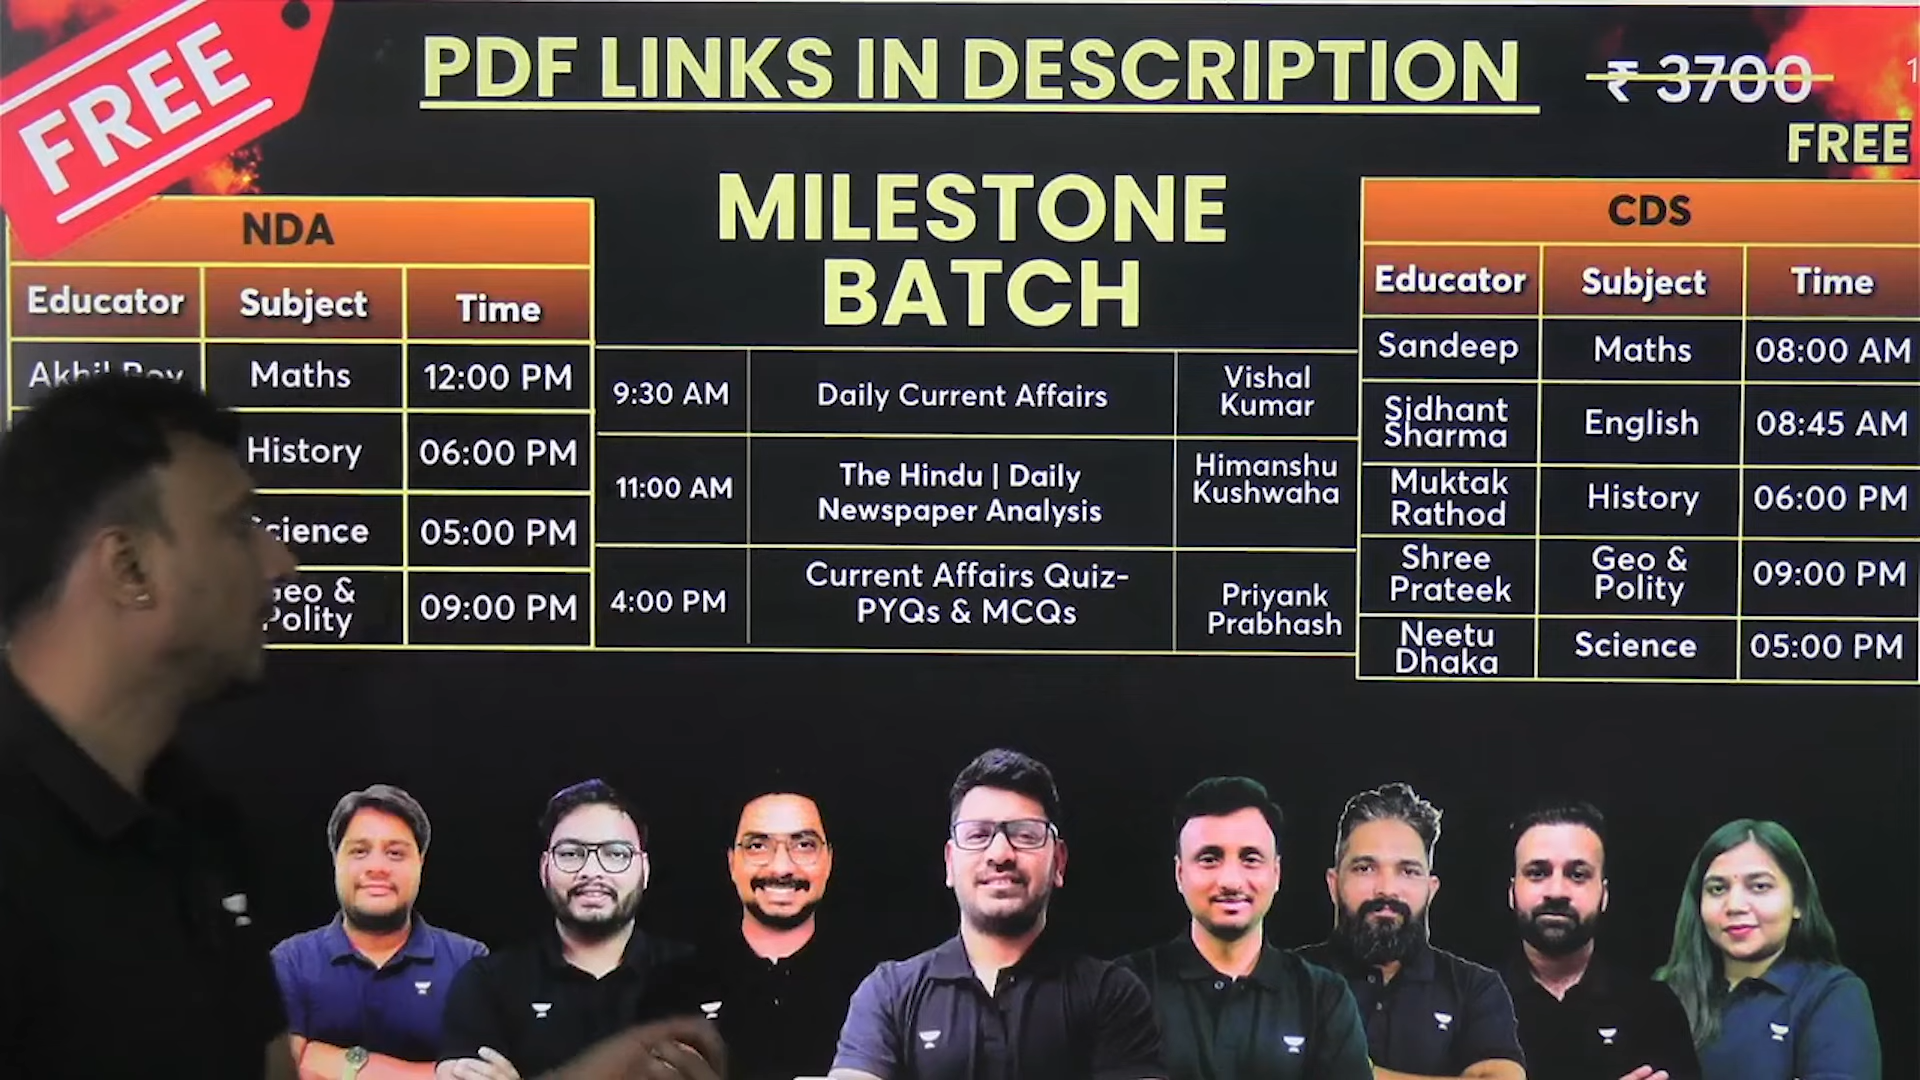 FREE
PDF LINKS IN DESCRIPTION
₹ 3700
1
FREE
MILESTONE
BATCH
NDA
Educator Subject Time
Maths 12:00 PM
History 06:00 PM
05:00 PM
Geo &
Polity
09:00 PM
9:30 AM Daily Current Affairs Vishal
Kumar
11:00 AM The Hindu | Daily
Newspaper Analysis
Himanshu
Kushwaha
4:00 PM Current Affairs Quiz-
PYQs & MCQs
Priyank
Prabhash
CDS
Educator Subject Time
Sandeep Maths 08:00 AM
Sidhant
Sharma
English 08:45 AM
Muktak
Rathod
History 06:00 PM
Shree
Prateek
Geo &
Polity
09:00 PM
Neetu
Dhaka
Science 05:00 PM